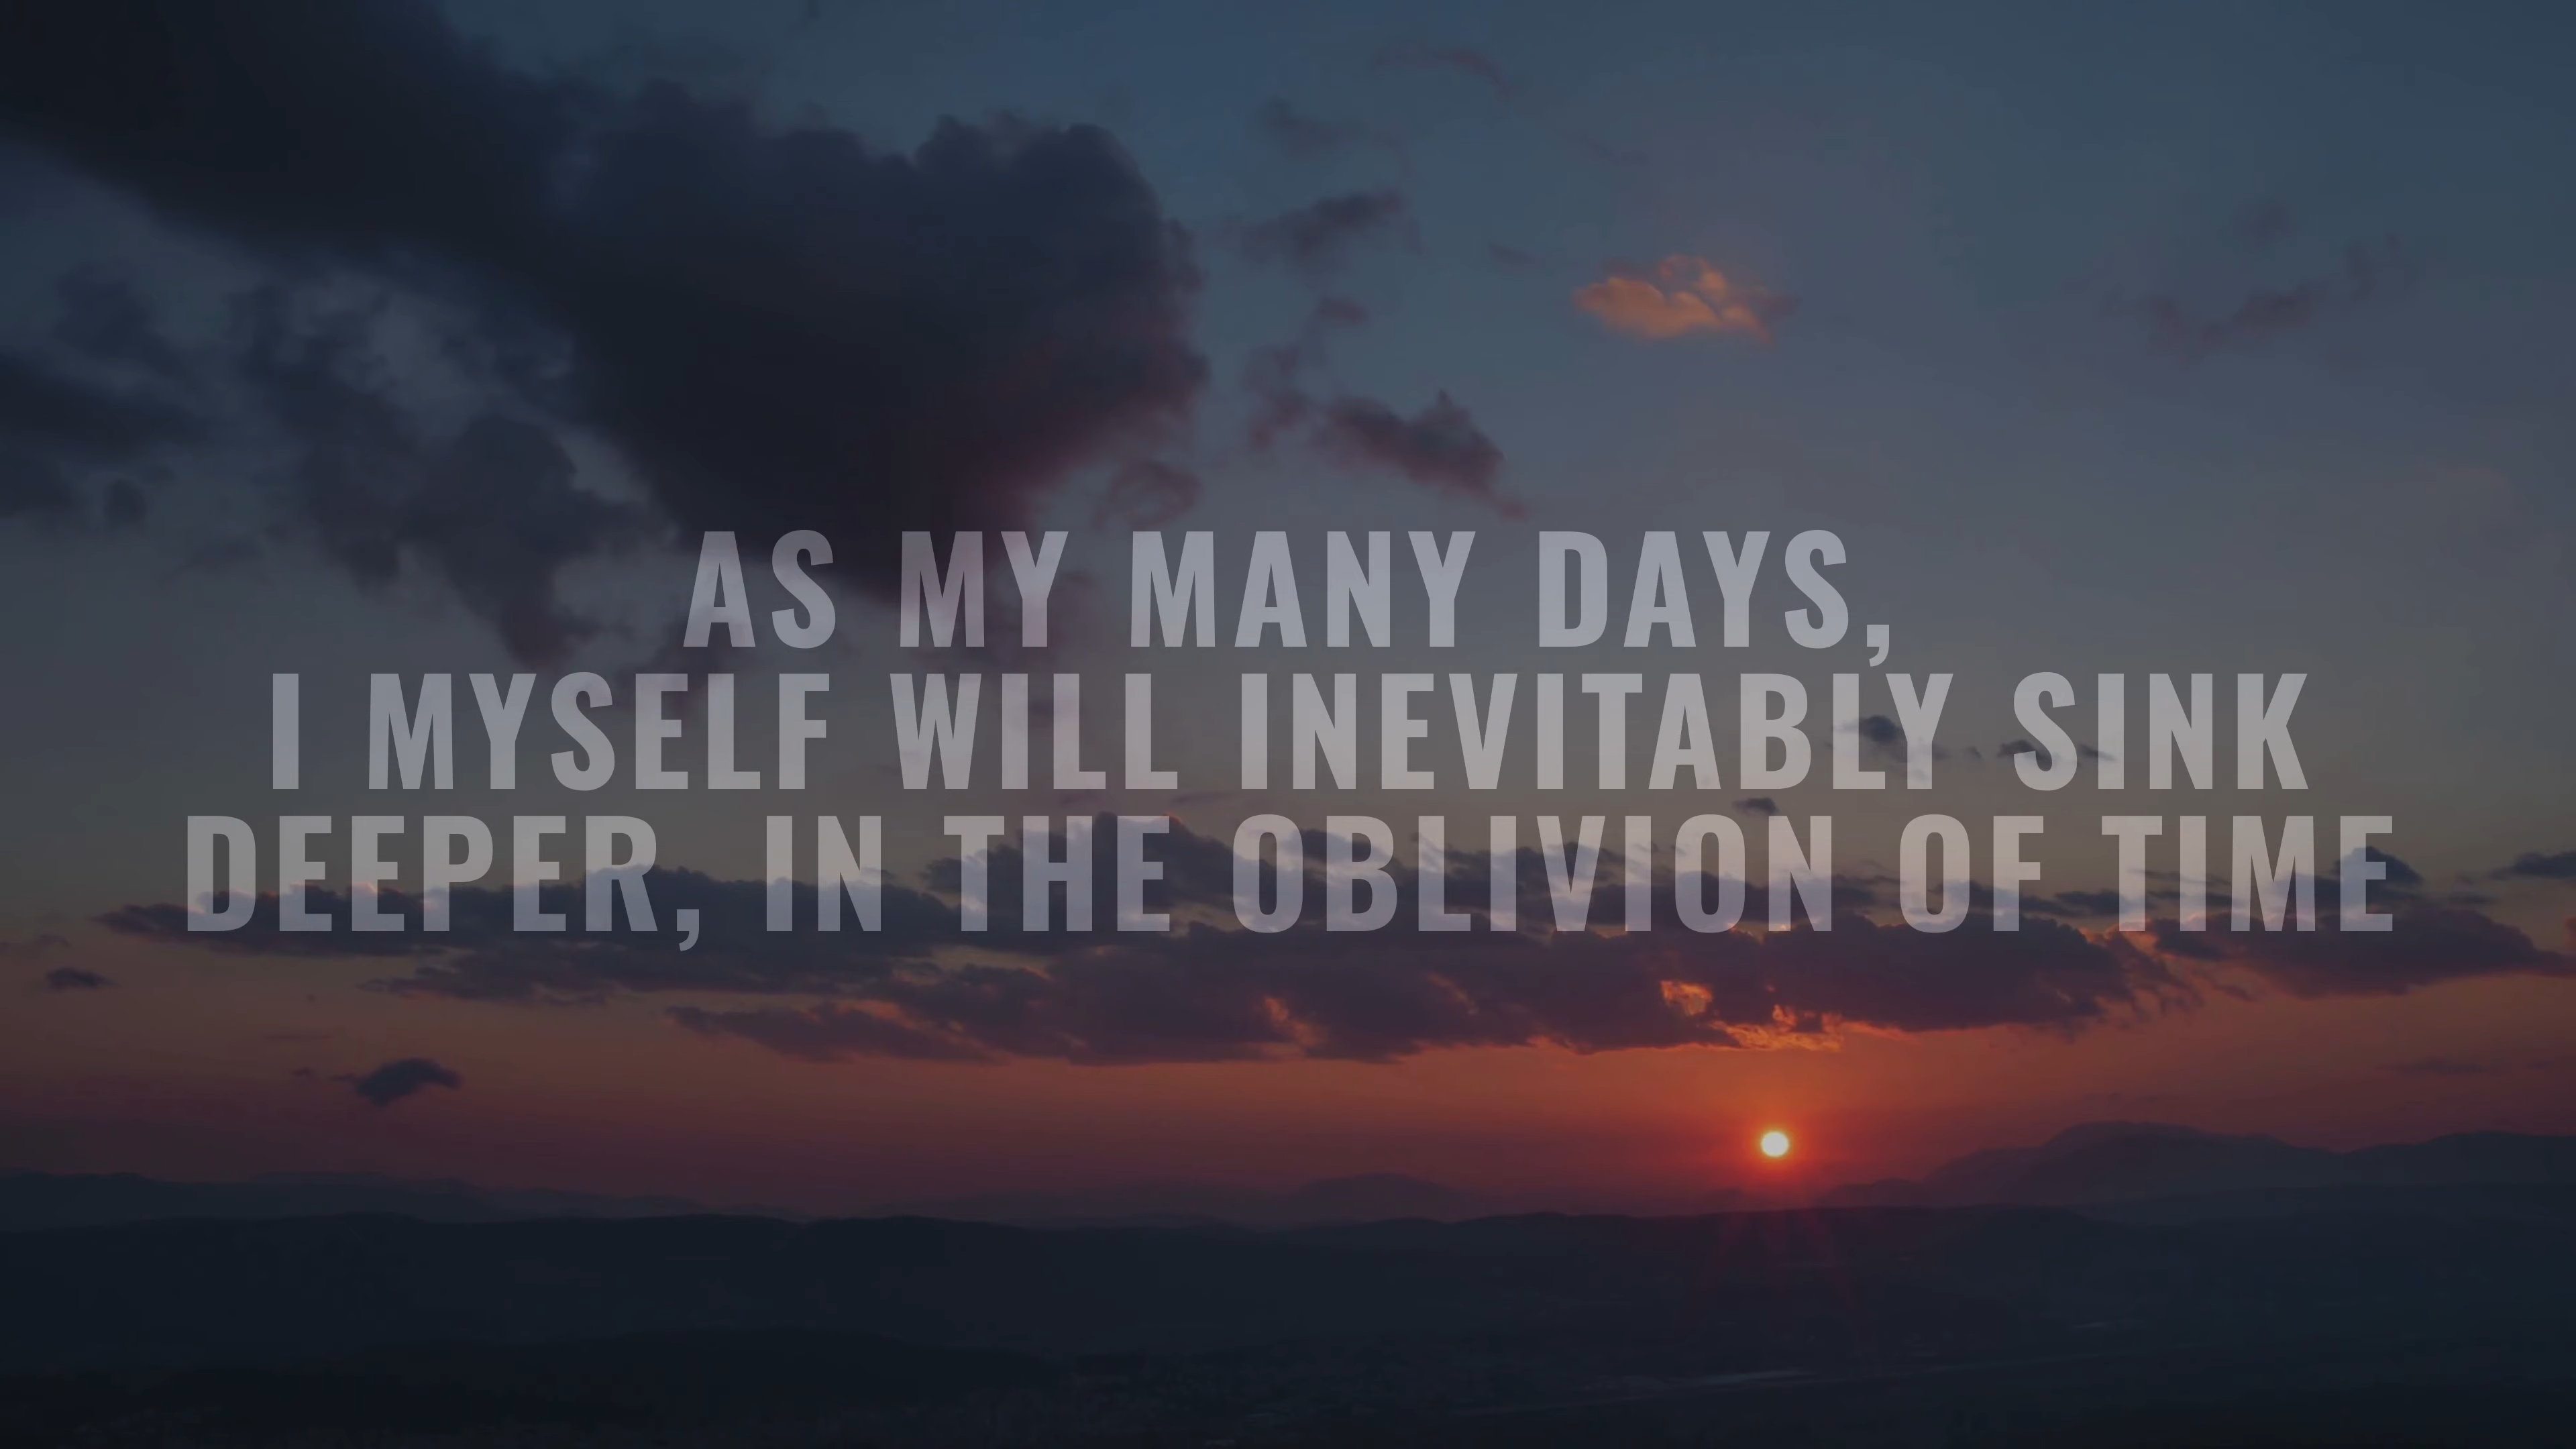 AS MY MANY DAYS,
I MYSELF WILL INEVITABLY SINK
DEEPER, IN THE OBLIVION OF TIME